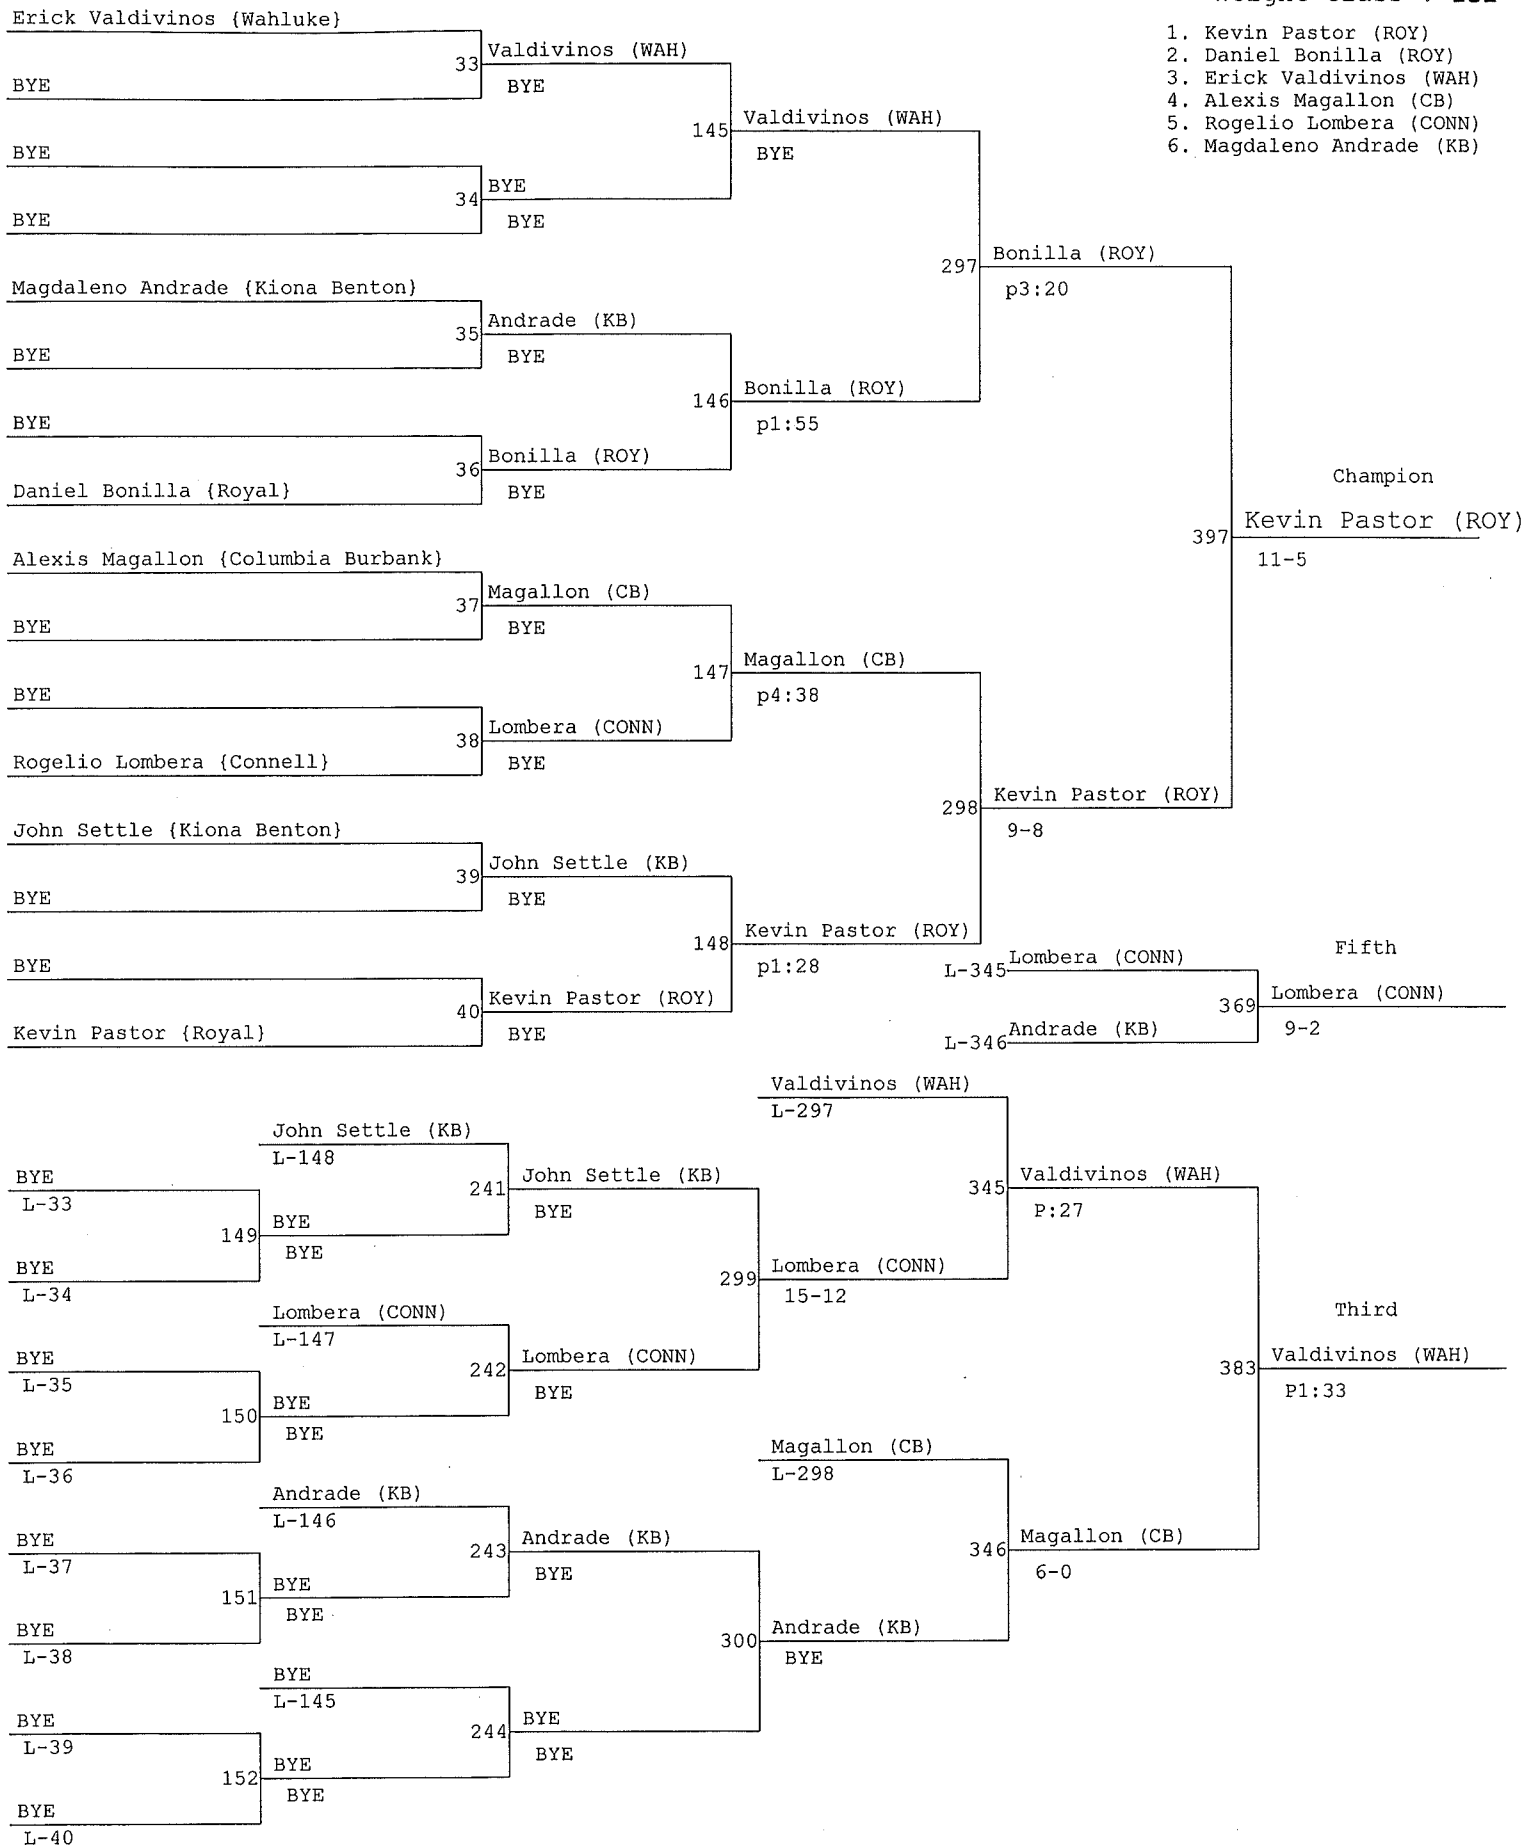 1. Kevin Pastor (ROY)
2. Daniel Bonilla (ROY)
3. Erick Valdivinos (WAH)
4. Alexis Magallon (CB)
5. Rogelio Lombera (CONN)
6. Magdaleno Andrade (KB)
Erick Valdivinos {Wahluke}
33
Valdivinos (WAH)
BYE
BYE
145
Valdivinos (WAH)
BYE
BYE
34
BYE
BYE
BYE
297
Bonilla (ROY)
p3:20
Magdaleno Andrade {Kiona Benton}
35
Andrade (KB)
BYE
BYE
146
Bonilla (ROY)
p1:55
BYE
36
Bonilla (ROY)
BYE
Daniel Bonilla {Royal}
Champion
397
Kevin Pastor (ROY)
11-5
Alexis Magallon {Columbia Burbank}
37
Magallon (CB)
BYE
BYE
147
Magallon (CB)
p4:38
BYE
38
Lombera (CONN)
BYE
Rogelio Lombera {Connell}
298
Kevin Pastor (ROY)
9-8
John Settle {Kiona Benton}
39
John Settle (KB)
BYE
BYE
148
Kevin Pastor (ROY)
p1:28
BYE
40
Kevin Pastor (ROY)
BYE
Kevin Pastor {Royal}
Fifth
L-345
Lombera (CONN)
369
Lombera (CONN)
9-2
L-346
Andrade (KB)
Valdivinos (WAH)
L-297
John Settle (KB)
L-148
241
John Settle (KB)
BYE
345
Valdivinos (WAH)
P:27
BYE
L-33
149
BYE
BYE
BYE
L-34
299
Lombera (CONN)
15-12
Lombera (CONN)
L-147
242
Lombera (CONN)
BYE
Third
383
Valdivinos (WAH)
P1:33
BYE
L-35
150
BYE
BYE
BYE
L-36
Magallon (CB)
L-298
Andrade (KB)
L-146
243
Andrade (KB)
BYE
346
Magallon (CB)
6-0
BYE
L-37
151
BYE
BYE
BYE
L-38
300
Andrade (KB)
BYE
BYE
L-145
244
BYE
BYE
BYE
L-39
152
BYE
BYE
BYE
L-40